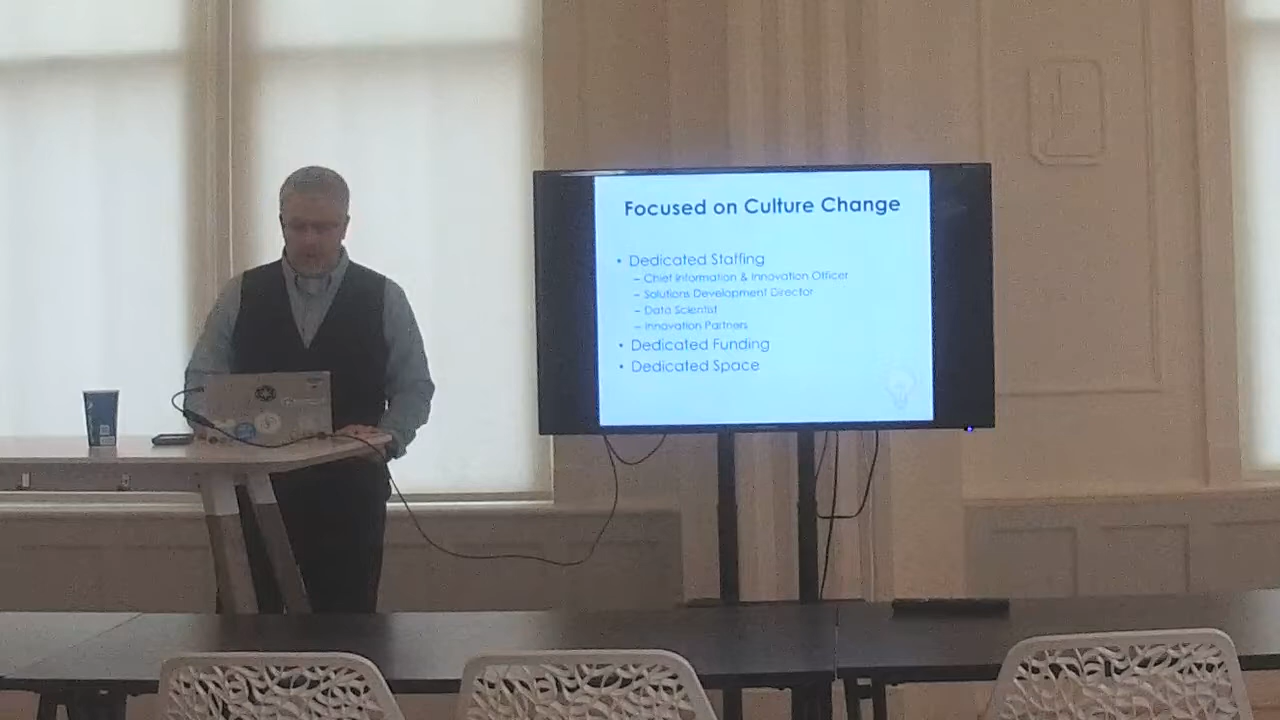 Focused on Culture Change
• Dedicated Staffing
– Chief Information & Innovation Officer
– Solutions Development Director
– Data Scientist
– Innovation Partners
• Dedicated Funding
• Dedicated Space